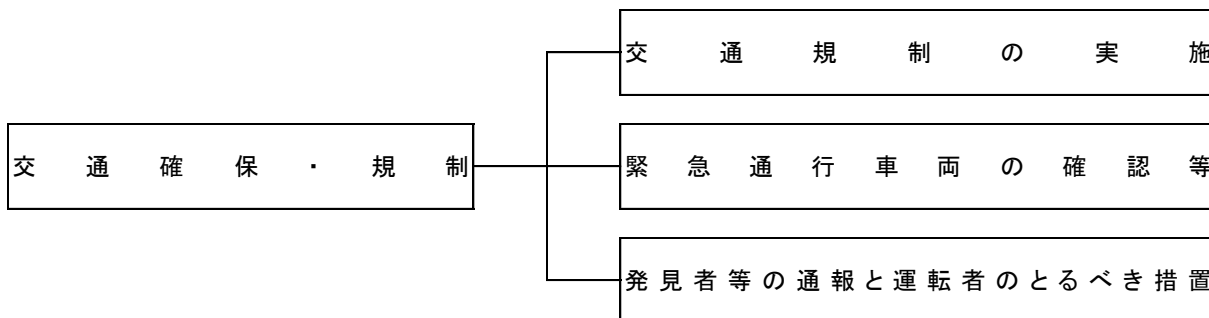 交通規制の実施
交通確保・規制
緊急通行車両の確認等
発見者等の通報と運転者のとるべき措置